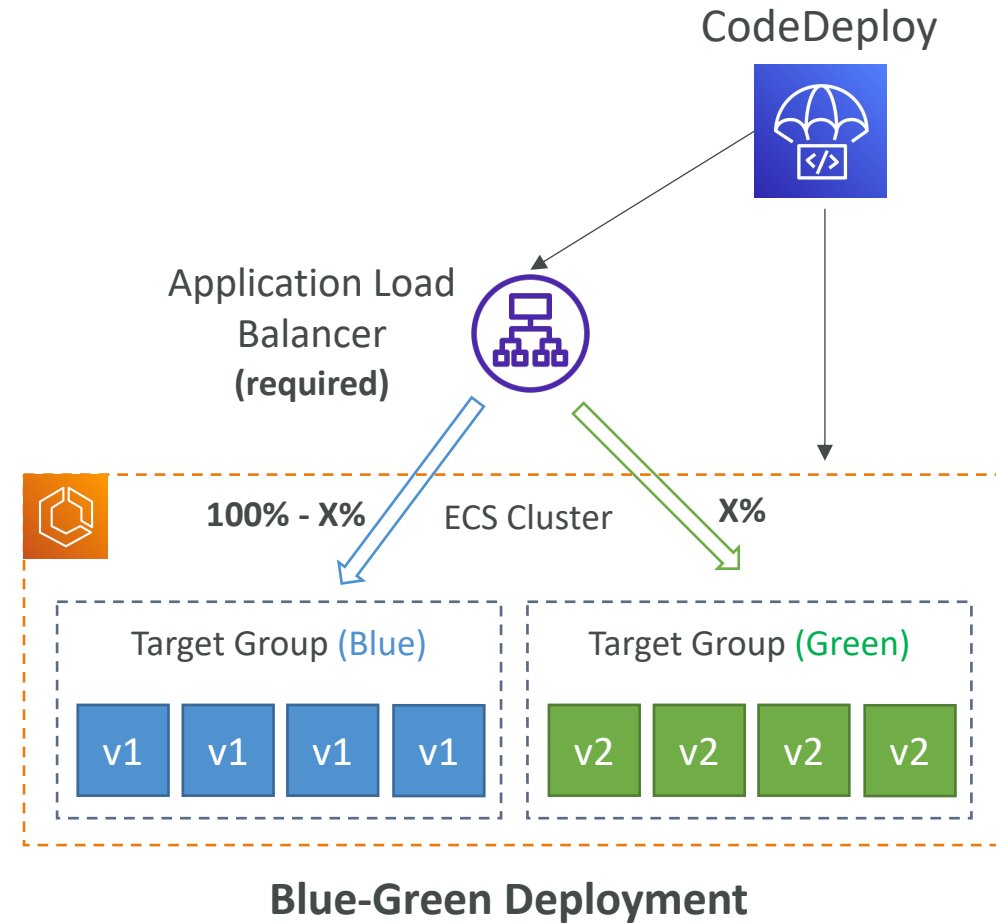 CodeDeploy
</>
Application Load
Balancer
(required)
100% - X%
ECS Cluster
X%
Target Group (Blue)
v1 v1 v1 v1
Target Group (Green)
v2 v2 v2 v2
Blue-Green Deployment